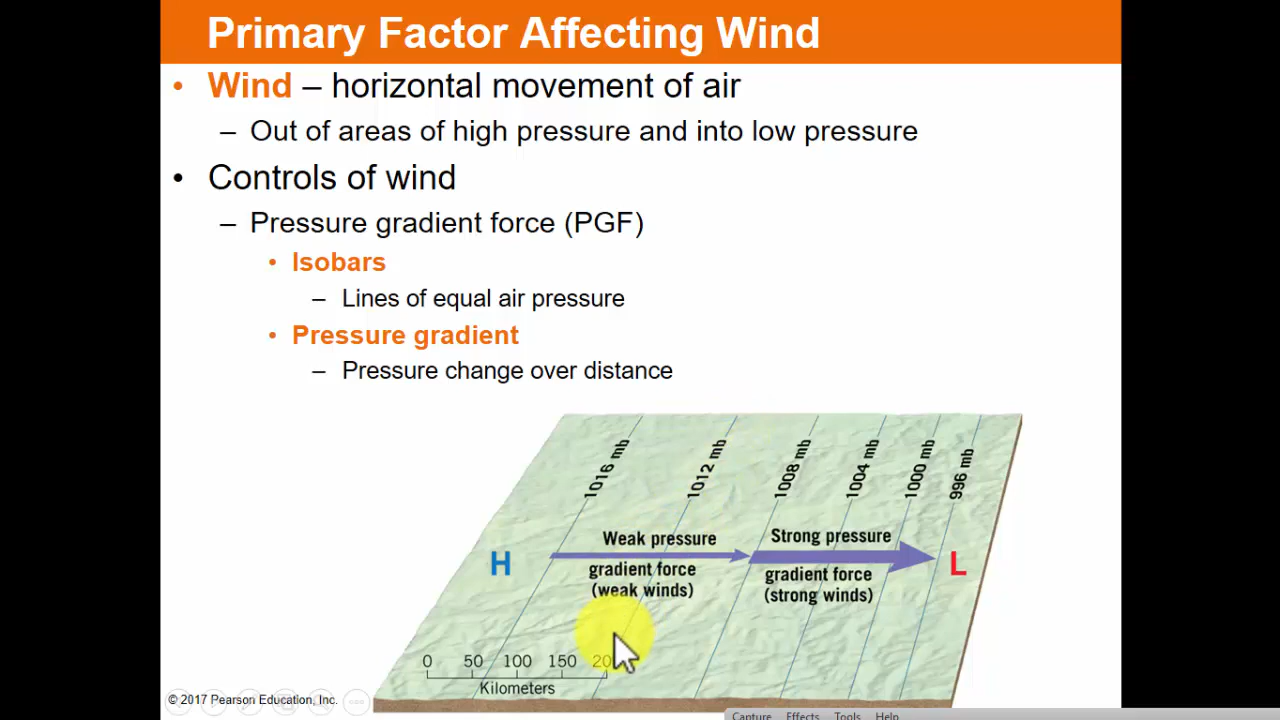 Primary Factor Affecting Wind
• Wind – horizontal movement of air
– Out of areas of high pressure and into low pressure
• Controls of wind
– Pressure gradient force (PGF)
• Isobars
– Lines of equal air pressure
• Pressure gradient
– Pressure change over distance
1016 mb
1012 mb
1008 mb
1004 mb
1000 mb
996 mb
H
Weak pressure
gradient force
(weak winds)
Strong pressure
gradient force
(strong winds)
L
0 50 100 150
Kilometers
© 2017 Pearson Education, Inc.
Capture Effects Tools Help